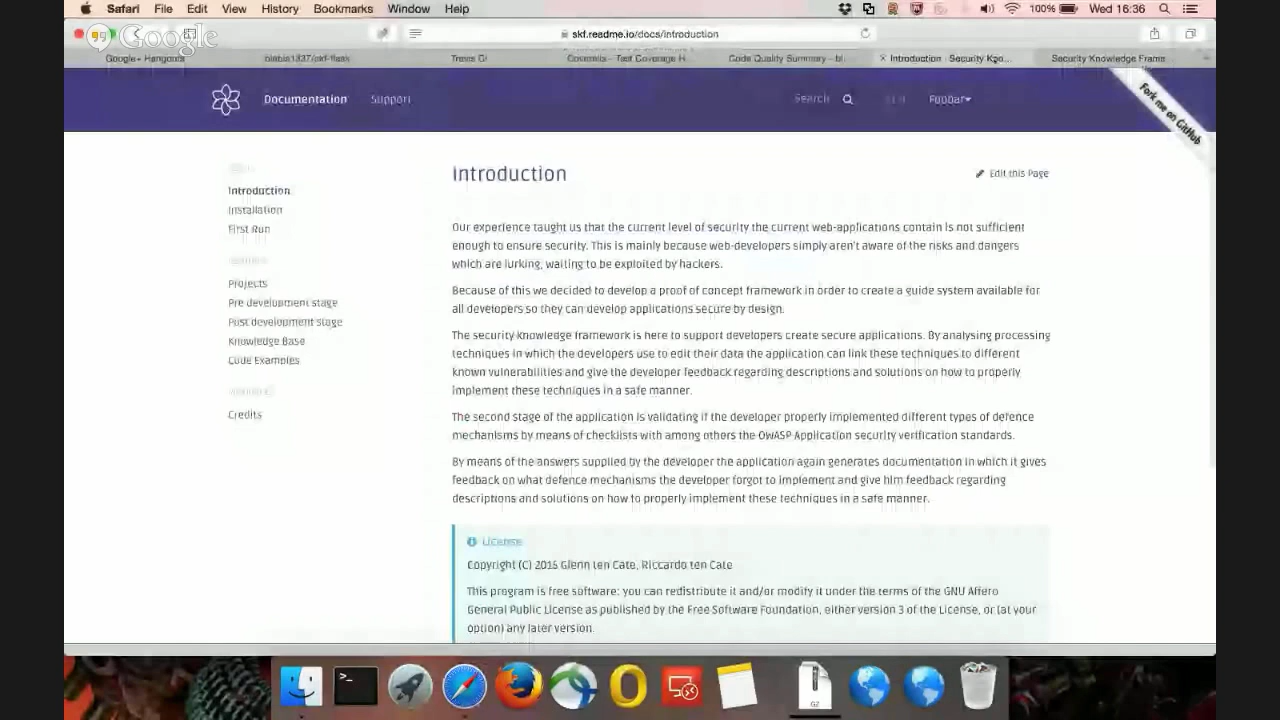 Safari File Edit View History Bookmarks Window Help 100% Wed 16:36
Google
skf.readme.io/docs/introduction
Google+ Hangouts blabla1337/skf-flask Travis CI Coveralls - Test Coverage H... Code Quality Summary - bl... Introduction · Security Kno... Security Knowledge Frame...
Documentation Support Search Foobar
Fork me on GitHub
Introduction
Edit this Page
Introduction
Installation
First Run
Projects
Pre development stage
Post development stage
Knowledge Base
Code Examples
Credits
Our experience taught us that the current level of security the current web-applications contain is not sufficient
enough to ensure security. This is mainly because web-developers simply aren't aware of the risks and dangers
which are lurking, waiting to be exploited by hackers.
Because of this we decided to develop a proof of concept framework in order to create a guide system available for
all developers so they can develop applications secure by design.
The security knowledge framework is here to support developers create secure applications. By analysing processing
techniques in which the developers use to edit their data the application can link these techniques to different
known vulnerabilities and give the developer feedback regarding descriptions and solutions on how to properly
implement these techniques in a safe manner.
The second stage of the application is validating if the developer properly implemented different types of defence
mechanisms by means of checklists with among others the OWASP Application security verification standards.
By means of the answers supplied by the developer the application again generates documentation in which it gives
feedback on what defence mechanisms the developer forgot to implement and give him feedback regarding
descriptions and solutions on how to properly implement these techniques in a safe manner.
License
Copyright (C) 2015 Glenn ten Cate, Riccardo ten Cate
This program is free software: you can redistribute it and/or modify it under the terms of the GNU Affero
General Public License as published by the Free Software Foundation, either version 3 of the License, or (at your
option) any later version.
GZ